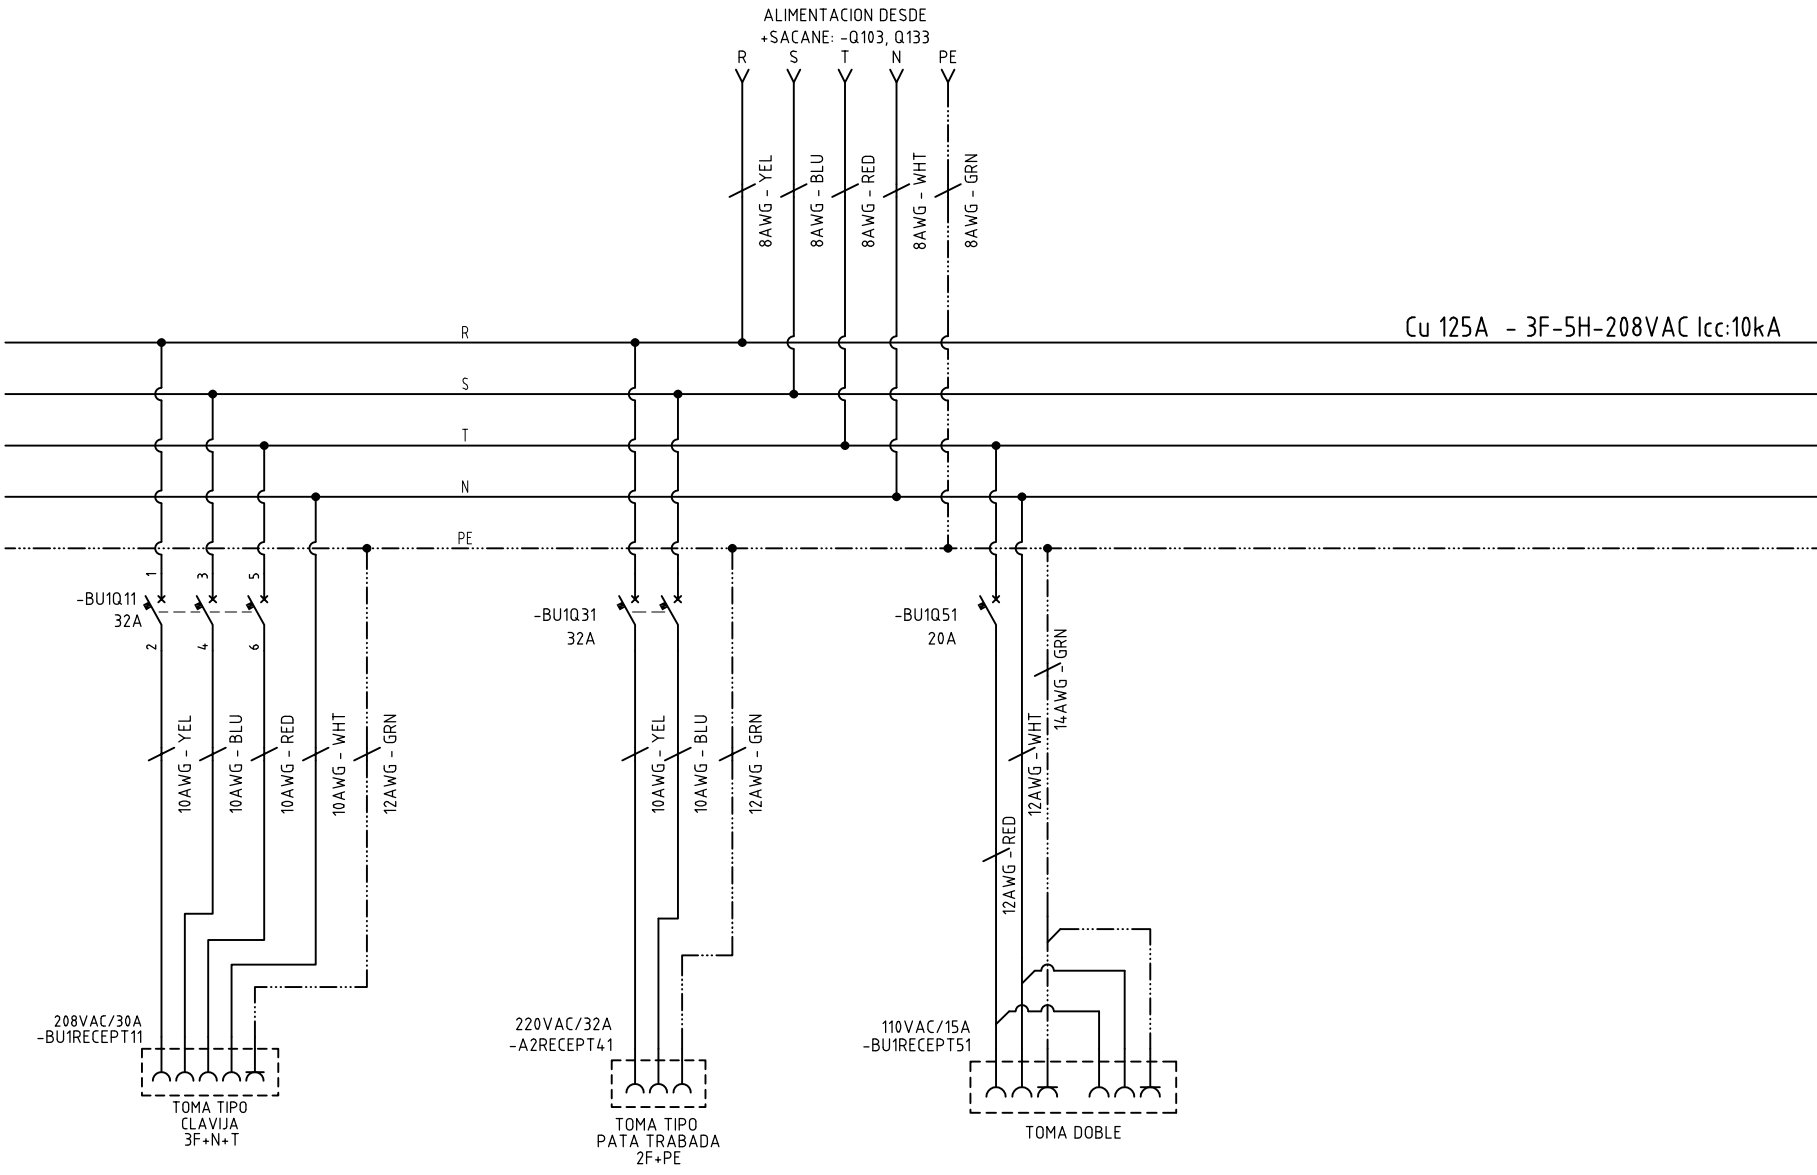 ALIMENTACION DESDE
+SACANE: -Q103, Q133
R S T N PE
8AWG - YEL
8AWG - BLU
8AWG - RED
8AWG - WHT
8AWG - GRN
Cu 125A - 3F-5H-208VAC Icc:10kA
R
S
T
N
PE
1 3 5
-BU1Q11
32A
2 4 6
-BU1Q31
32A
-BU1Q51
20A
10AWG - YEL
10AWG - BLU
10AWG - RED
10AWG - WHT
12AWG - GRN
10AWG - YEL
10AWG - BLU
12AWG - GRN
12AWG - RED
12AWG - WHT
14AWG - GRN
208VAC/30A
-BU1RECEPT11
TOMA TIPO
CLAVIJA
3F+N+T
220VAC/32A
-A2RECEPT41
TOMA TIPO
PATA TRABADA
2F+PE
110VAC/15A
-BU1RECEPT51
TOMA DOBLE